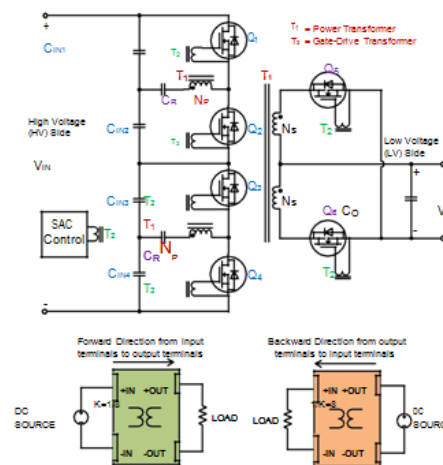 T1 = Power Transformer
T2 = Gate-Drive Transformer
+
CIN1
T2
Q1
T1
CR
NP
T1
Q5
T2
High Voltage
(HV) Side
CIN2
T2
Q2
NS
Low Voltage
(LV) Side
VIN
+
CIN3
T2
Q3
NS
V
SAC
Control
T2
T1
CR
NP
Q6
CO
-
CIN4
T2
Q4
T2
-
Forward Direction from input
terminals to output terminals
Backward Direction from output
terminals to input terminals
+IN +OUT
DC
SOURCE
LOAD
-IN -OUT
+IN +OUT
LOAD
DC
SOURCE
-IN -OUT